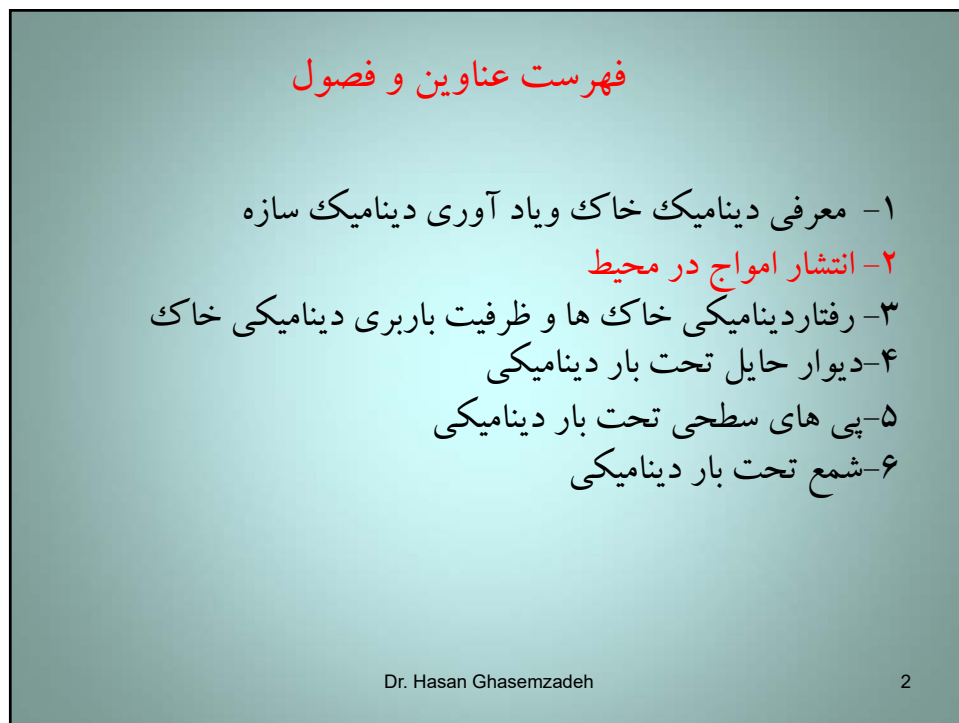 فهرست عناوین و فصول
۱- معرفی دینامیک خاک ویاد آوری دینامیک سازه
۲- انتشار امواج در محیط
۳- رفتاردینامیکی خاک ها و ظرفیت باربری دینامیکی خاک
۴-دیوار حایل تحت بار دینامیکی
۵-پی های سطحی تحت بار دینامیکی
۶-شمع تحت بار دینامیکی
Dr. Hasan Ghasemzadeh 2